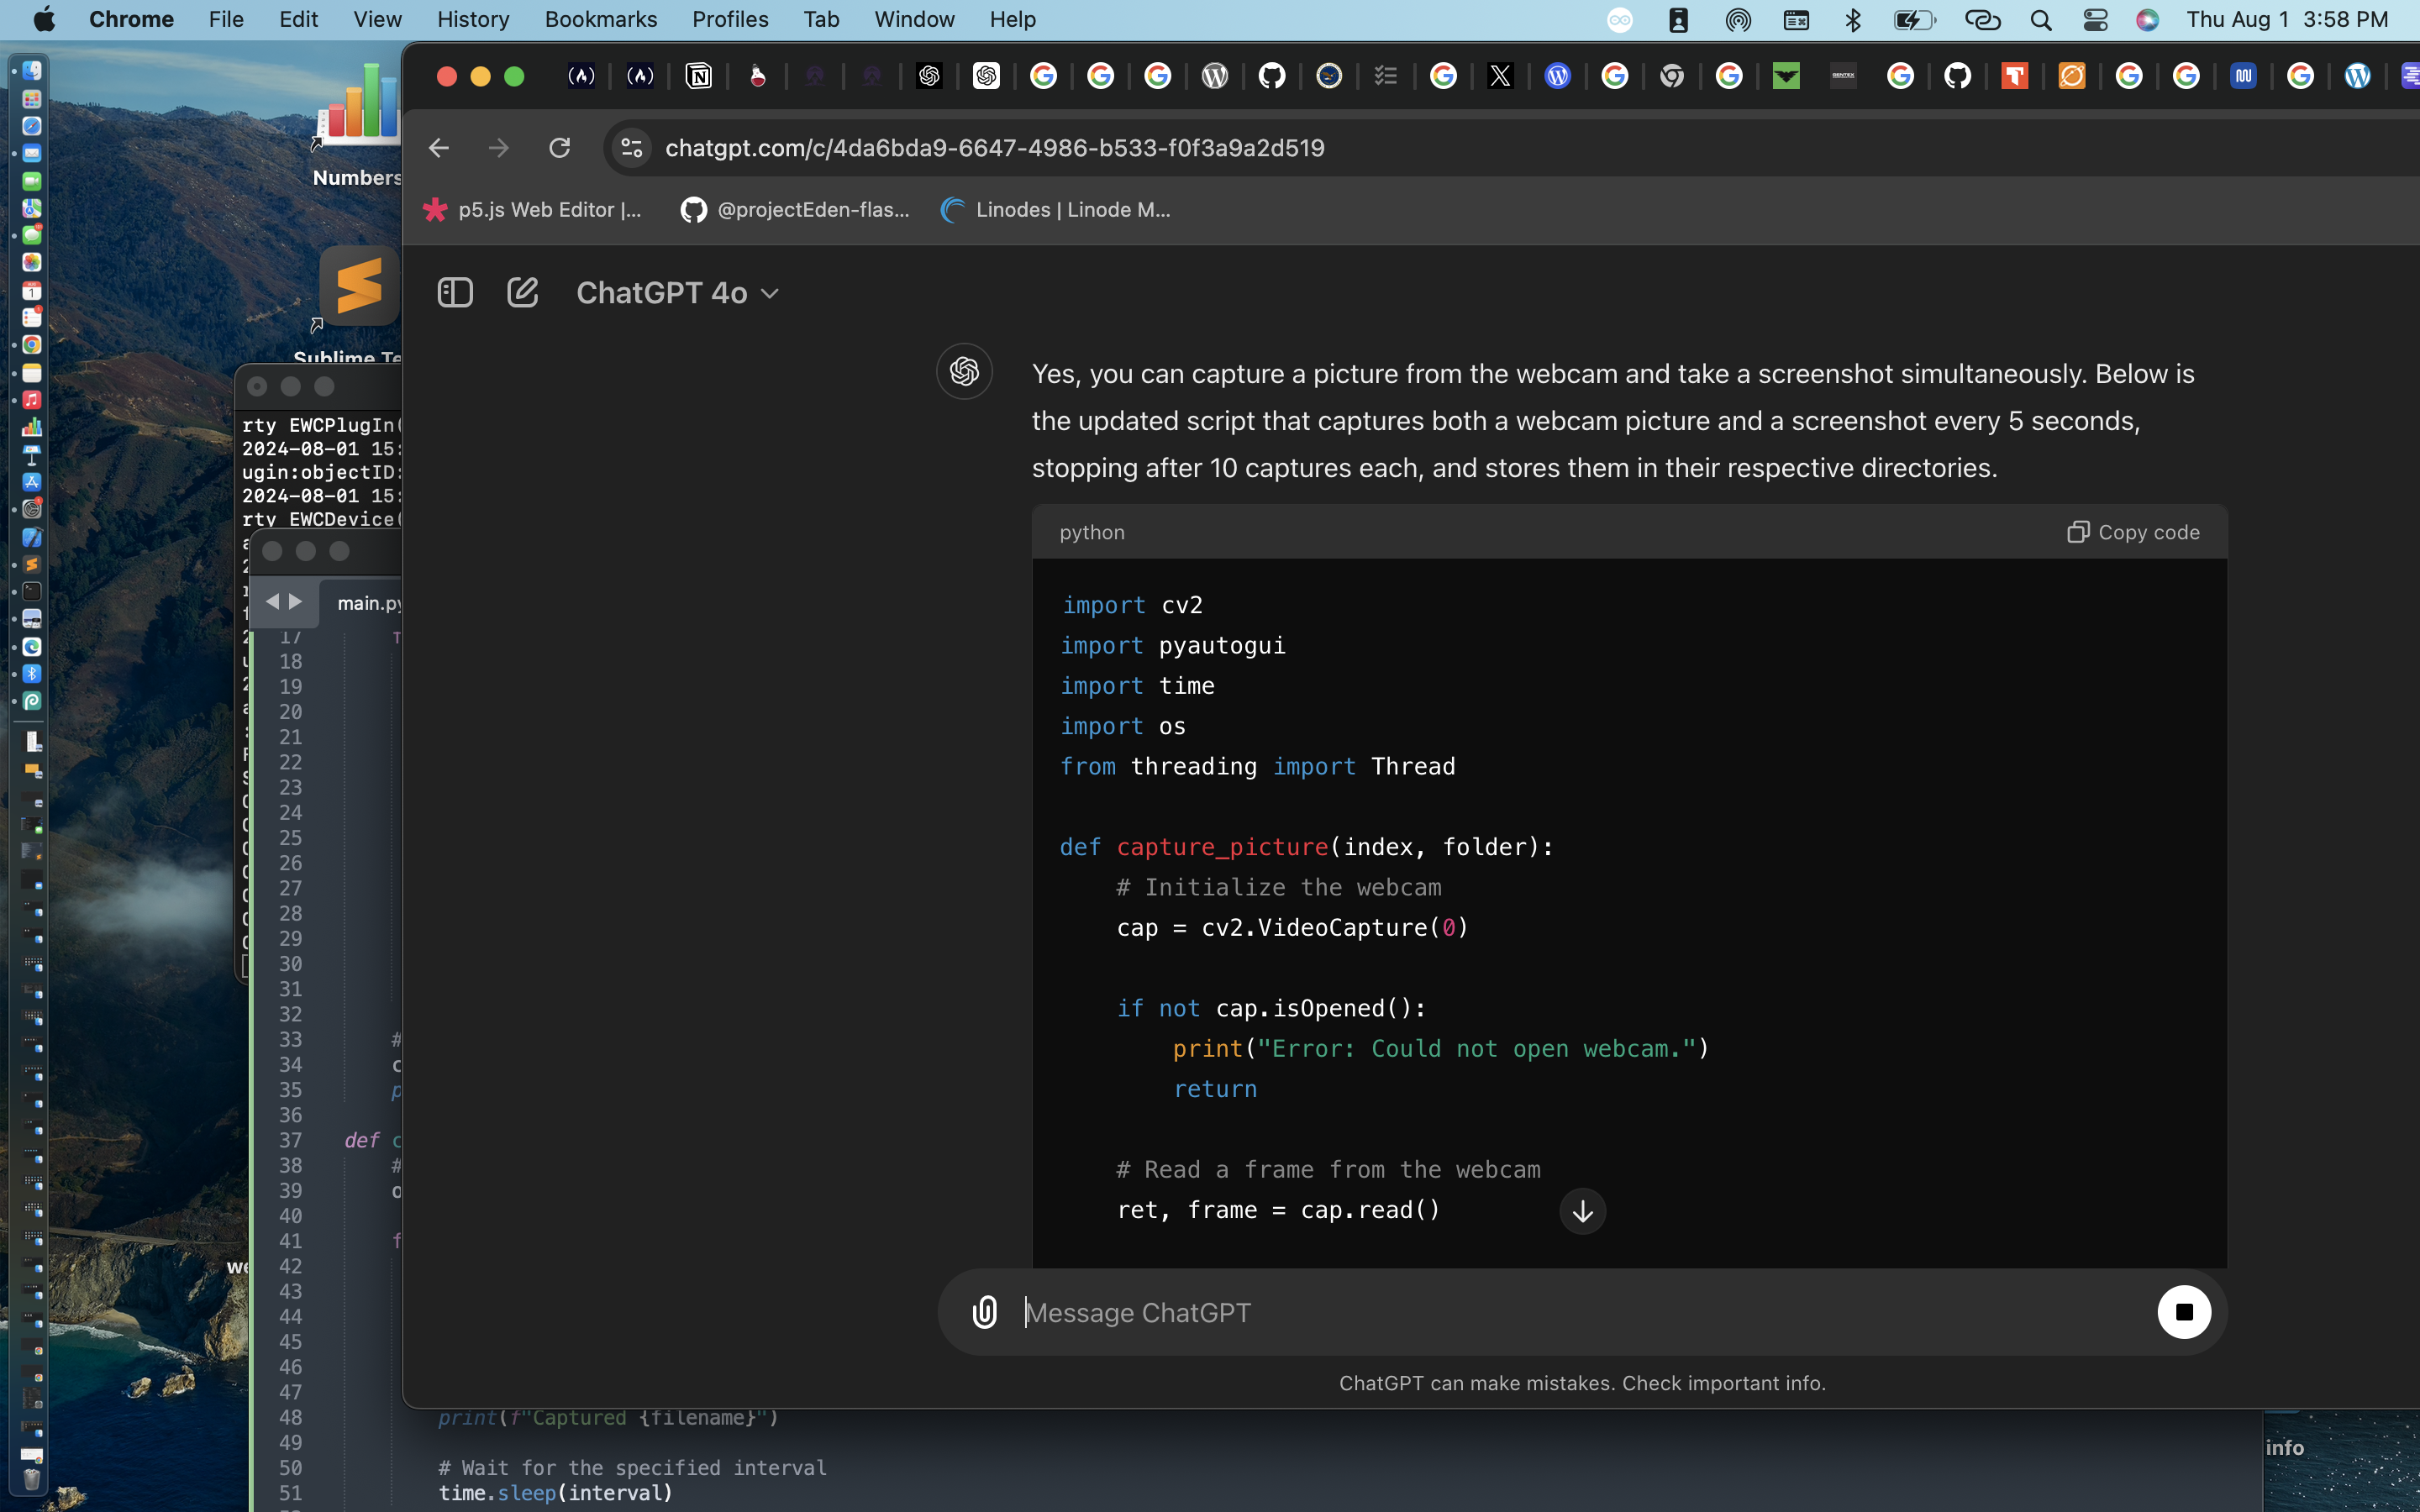 Chrome File Edit View History Bookmarks Profiles Tab Window Help Thu Aug 1 3:58 PM
Numbers
Sublime Te
chatgpt.com/c/4da6bda9-6647-4986-b533-f0f3a9a2d519
p5.js Web Editor |... @projectEden-flas... Linodes | Linode M...
ChatGPT 4o
Yes, you can capture a picture from the webcam and take a screenshot simultaneously. Below is
the updated script that captures both a webcam picture and a screenshot every 5 seconds,
stopping after 10 captures each, and stores them in their respective directories.
python Copy code
import cv2
import pyautogui
import time
import os
from threading import Thread
def capture_picture(index, folder):
# Initialize the webcam
cap = cv2.VideoCapture(0)
if not cap.isOpened():
print("Error: Could not open webcam.")
return
# Read a frame from the webcam
ret, frame = cap.read()
Message ChatGPT
ChatGPT can make mistakes. Check important info.
rty EWCPlugIn(
2024-08-01 15:
ugin:objectID:
2024-08-01 15:
rty EWCDevice(
main.py
17
18
19
20
21
22
23
24
25
26
27
28
29
30
31
32
33 #
34 c
35 p
36
37 def c
38 #
39 o
40
41 f
42
43
44
45
46
47
48 print(f"Captured {filename}")
49
50 # Wait for the specified interval
51 time.sleep(interval)
we
info